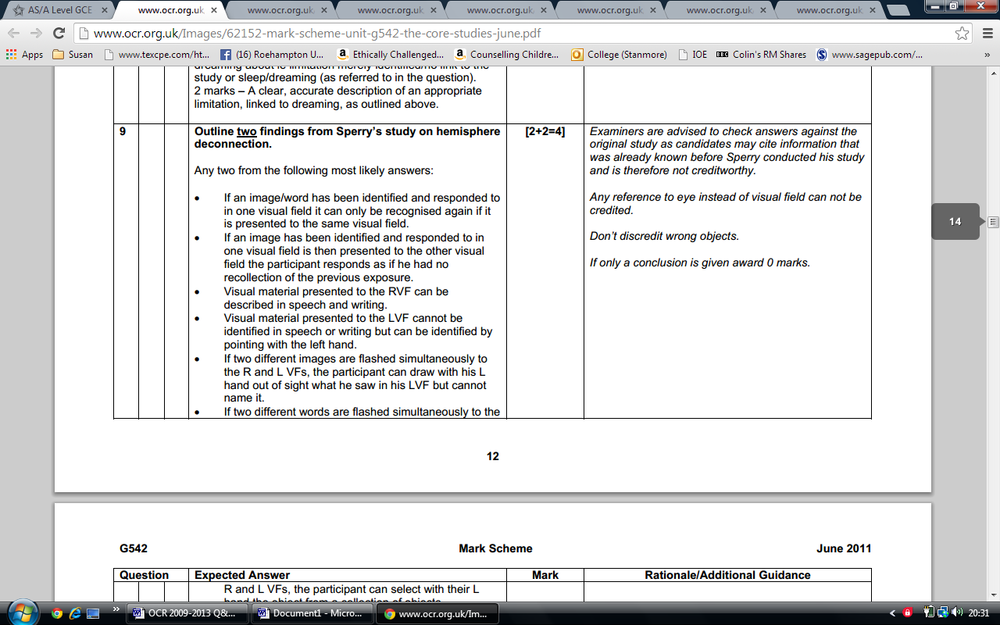 AS/A Level GCE
www.ocr.org.uk
www.ocr.org.uk
www.ocr.org.uk
www.ocr.org.uk
www.ocr.org.uk
www.ocr.org.uk
www.ocr.org.uk
www.ocr.org.uk/Images/62152-mark-scheme-unit-g542-the-core-studies-june.pdf
Apps Susan www.texcpe.com/ht... (16) Roehampton U... Ethically Challenged... Counselling Childre... College (Stanmore) IOE Colin's RM Shares www.sagepub.com/... »
dreaming about ie limitation merely identified/no link to the
study or sleep/dreaming (as referred to in the question).
2 marks – A clear, accurate description of an appropriate
limitation, linked to dreaming, as outlined above.
9
Outline two findings from Sperry's study on hemisphere
deconnection.
Any two from the following most likely answers:
• If an image/word has been identified and responded to
in one visual field it can only be recognised again if it
is presented to the same visual field.
• If an image has been identified and responded to in
one visual field is then presented to the other visual
field the participant responds as if he had no
recollection of the previous exposure.
• Visual material presented to the RVF can be
described in speech and writing.
• Visual material presented to the LVF cannot be
identified in speech or writing but can be identified by
pointing with the left hand.
• If two different images are flashed simultaneously to
the R and L VFs, the participant can draw with his L
hand out of sight what he saw in his LVF but cannot
name it.
• If two different words are flashed simultaneously to the
[2+2=4]
Examiners are advised to check answers against the
original study as candidates may cite information that
was already known before Sperry conducted his study
and is therefore not creditworthy.
Any reference to eye instead of visual field can not be
credited.
Don't discredit wrong objects.
If only a conclusion is given award 0 marks.
14
12
G542 Mark Scheme June 2011
Question Expected Answer Mark Rationale/Additional Guidance
R and L VFs, the participant can select with their L
hand the object from a collection of objects
» OCR 2009-2013 Q&... Document1 - Micro... www.ocr.org.uk/Im... 20:31